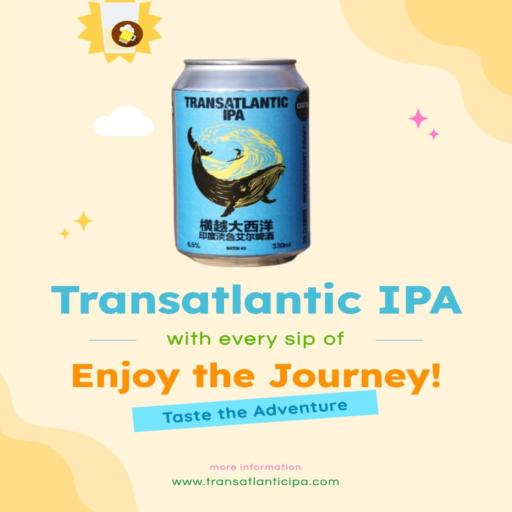 TRANSATLANTIC
IPA
横越大西洋
印度淡色艾尔啤酒
6.5%
330ml
Transatlantic IPA
with every sip of
Enjoy the Journey!
Taste the Adventure
more information
www.transatlanticipa.com